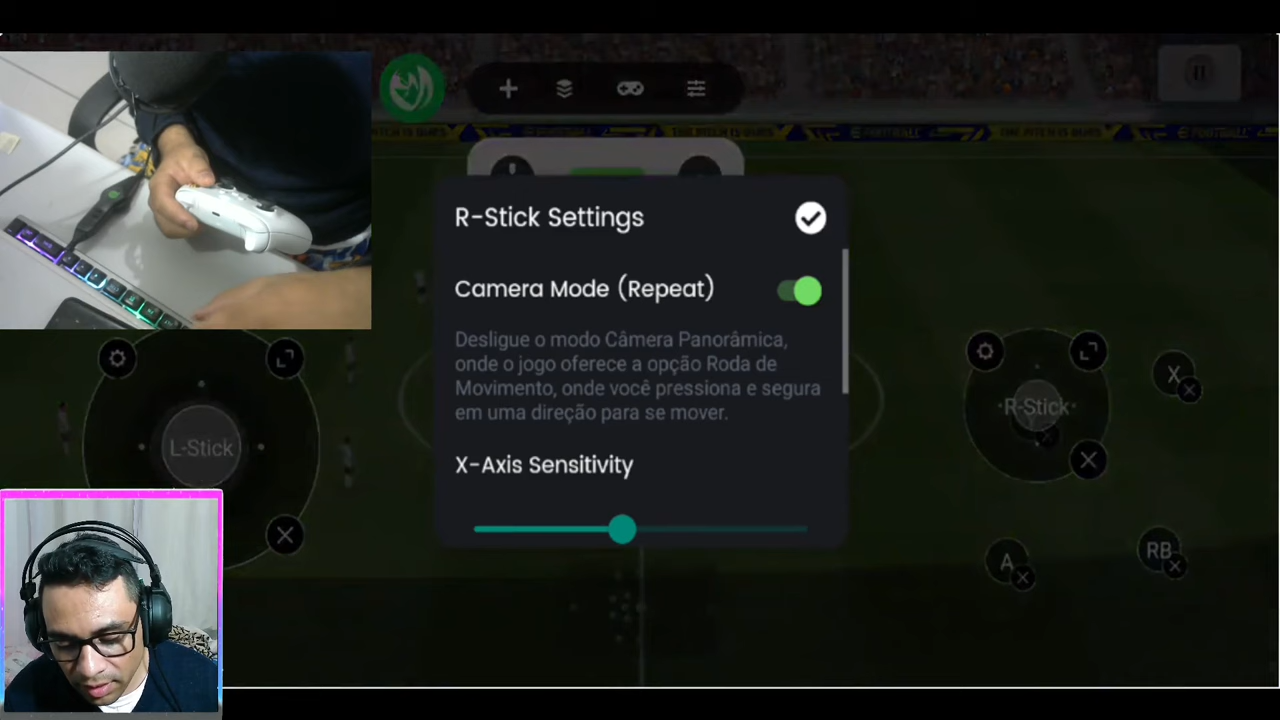 R-Stick Settings
Camera Mode (Repeat)
Desligue o modo Câmera Panorâmica,
onde o jogo oferece a opção Roda de
Movimento, onde você pressiona e segura
em uma direção para se mover.
X-Axis Sensitivity
L-Stick
R-Stick
X
A
RB